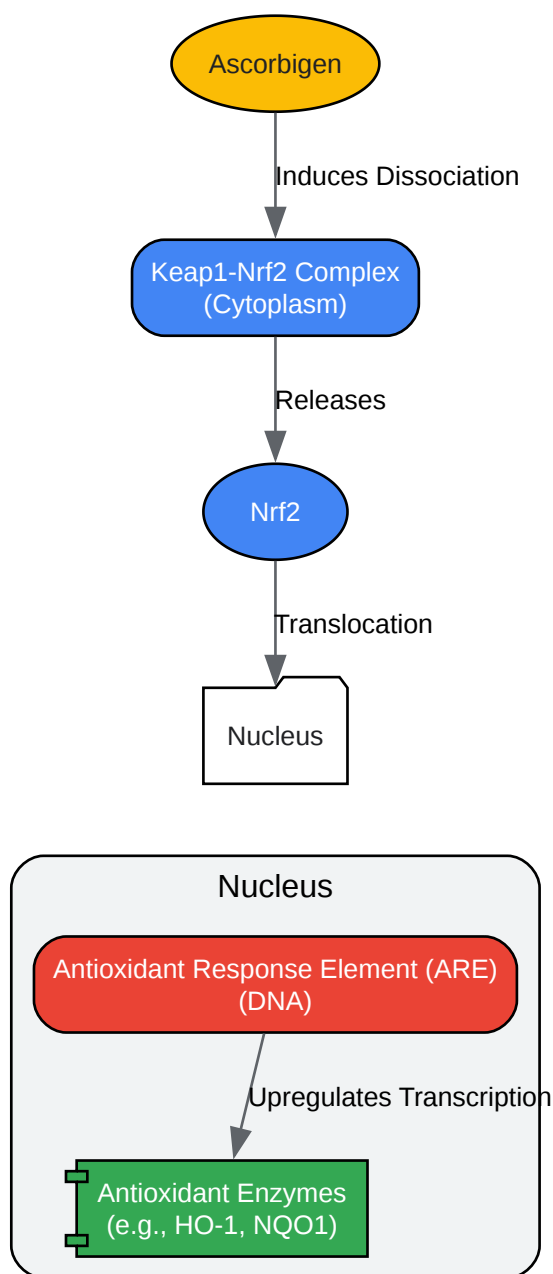 Ascorbigen
Induces Dissociation
Keap1-Nrf2 Complex
(Cytoplasm)
Releases
Nrf2
Translocation
Nucleus
Nucleus
Antioxidant Response Element (ARE)
(DNA)
Upregulates Transcription
Antioxidant Enzymes
(e.g., HO-1, NQO1)